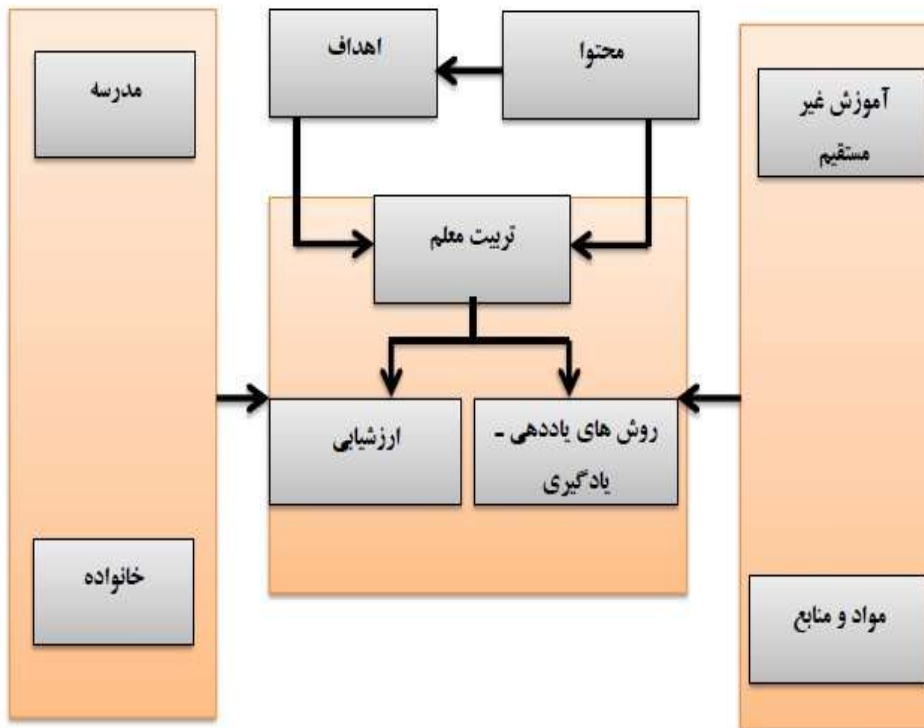 محتوا
اهداف
مدرسه
آموزش غیر
مستقیم
تربیت معلم
روش های یاددهی ـ
یادگیری
ارزشیابی
خانواده
مواد و منابع